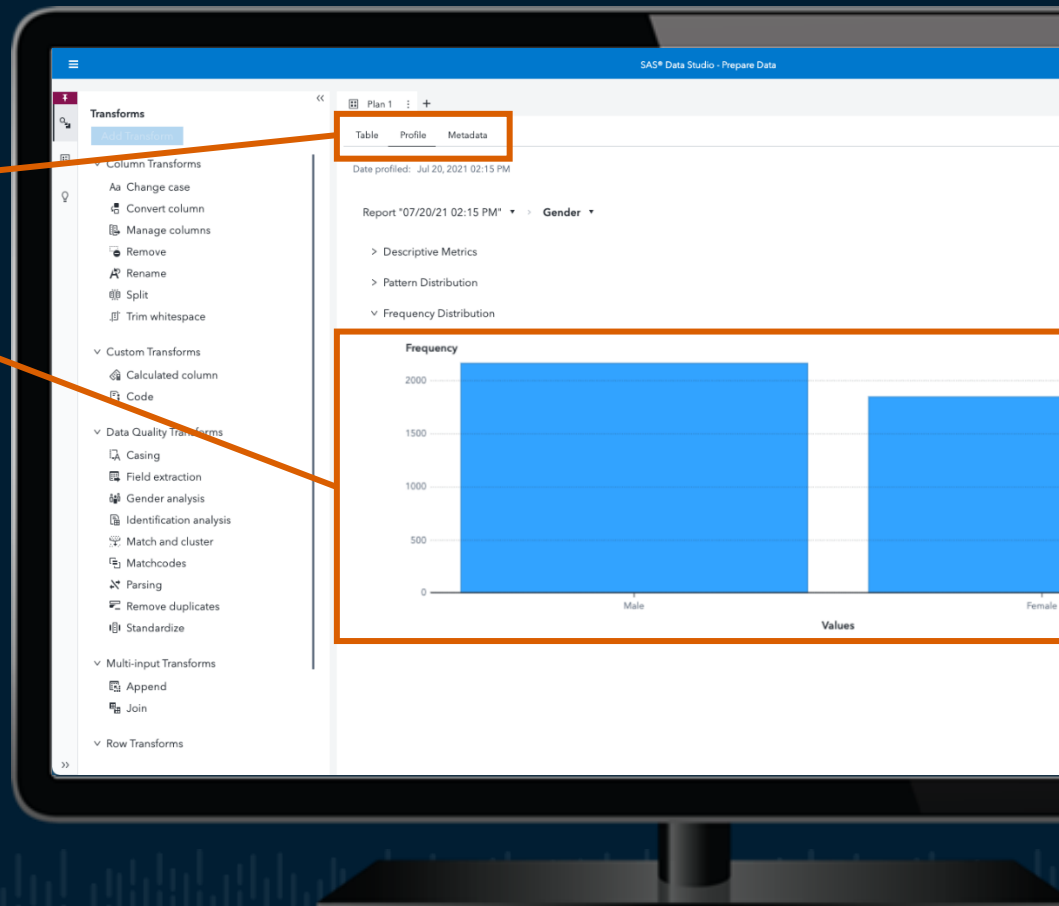 SAS® Data Studio - Prepare Data
Transforms
Add Transform
Column Transforms
Aa Change case
Convert column
Manage columns
Remove
Rename
Split
Trim whitespace
Custom Transforms
Calculated column
Code
Data Quality Transforms
Casing
Field extraction
Gender analysis
Identification analysis
Match and cluster
Matchcodes
Parsing
Remove duplicates
Standardize
Multi-input Transforms
Append
Join
Row Transforms
Plan 1
Table Profile Metadata
Date profiled: Jul 20, 2021 02:15 PM
Report "07/20/21 02:15 PM" Gender
Descriptive Metrics
Pattern Distribution
Frequency Distribution
Frequency
2000
1500
1000
500
0
Male Female
Values